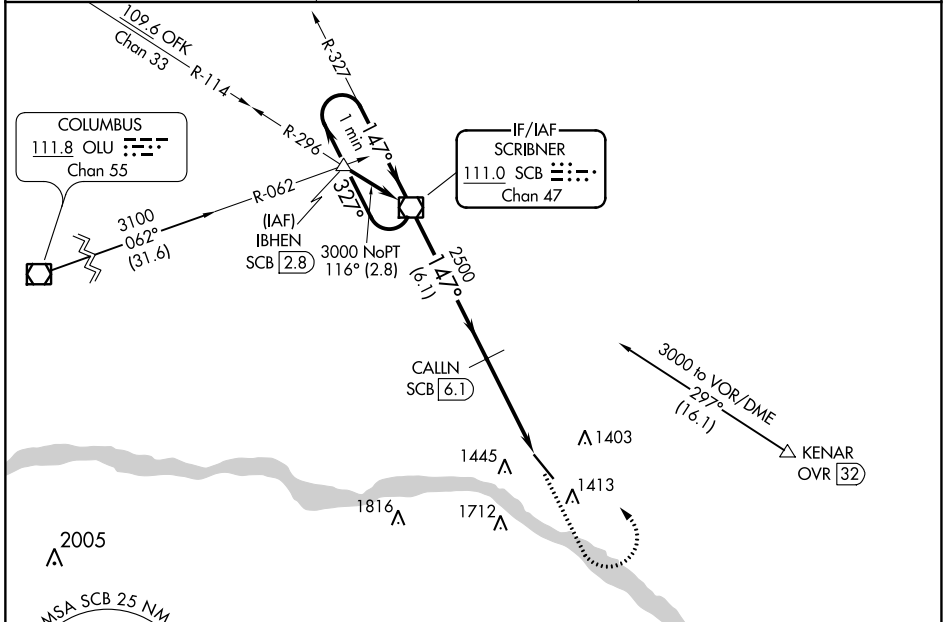 109.6 OFK
Chan 33
R-114
R-296
R-327
1 min
147°
327°
COLUMBUS
111.8 OLU
Chan 55
IF/IAF
SCRIBNER
111.0 SCB
Chan 47
R-062
3100
062°
(31.6)
(IAF)
IBHEN
SCB 2.8
3000 NoPT
116° (2.8)
2500
147°
(6.1)
CALLN
SCB 6.1
3000 to VOR/DME
297°
(16.1)
KENAR
OVR 32
1403
1445
1413
1816
1712
2005
MSA SCB 25 NM